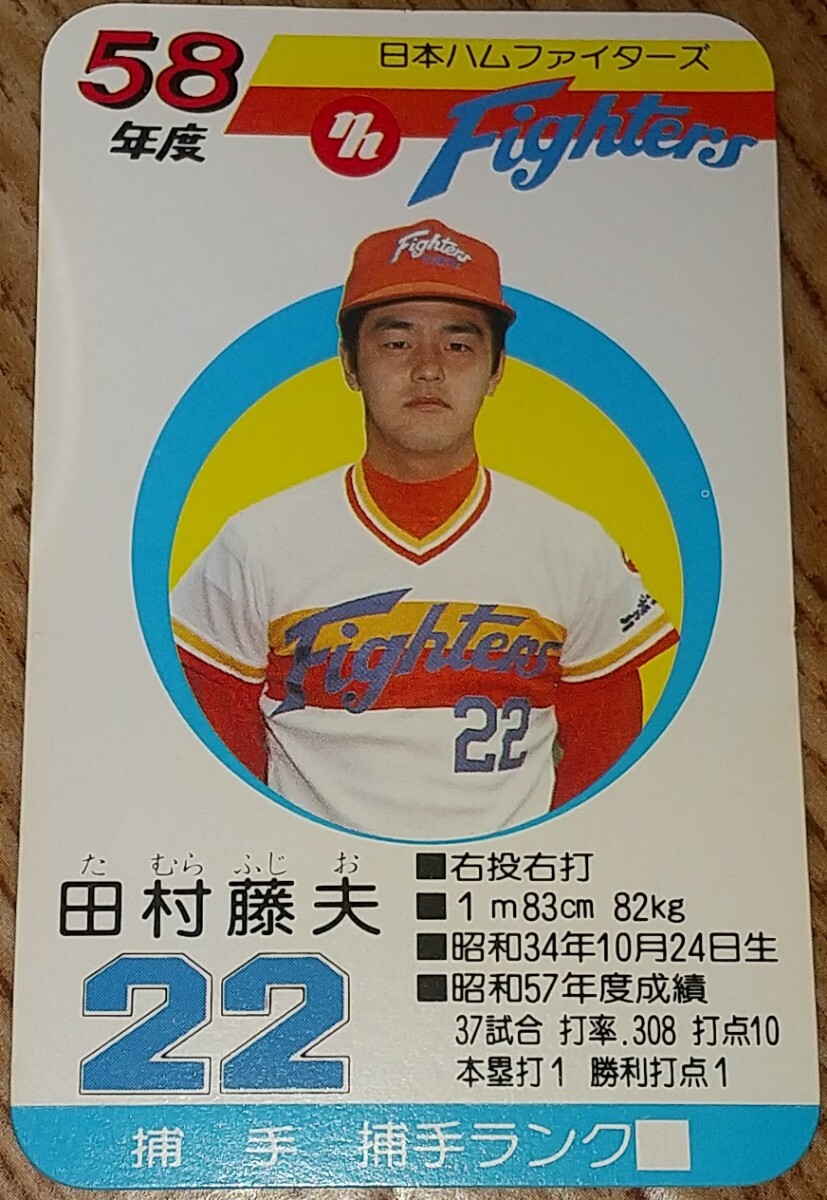 58
年度
日本ハムファイターズ
nh
Fighters
Fighters
Fighters
22
たむらふじお
田村藤夫
22
■右投右打
■1m83cm 82kg
■昭和34年10月24日生
■昭和57年度成績
37試合 打率.308 打点10
本塁打1 勝利打点1
捕手 捕手ランク